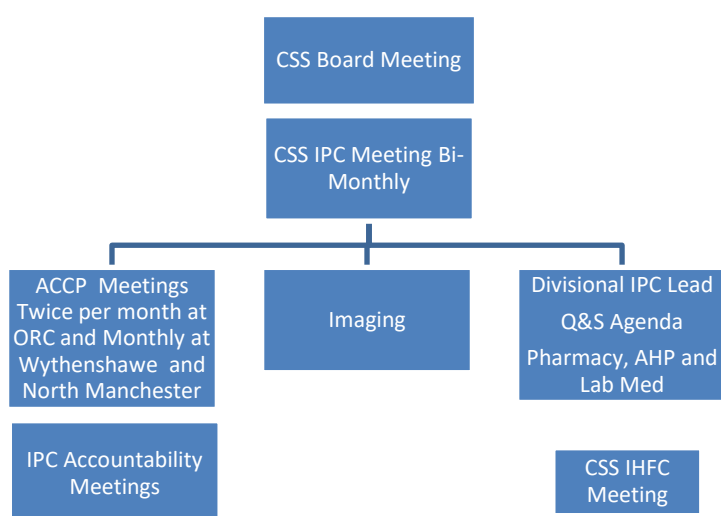 CSS Board Meeting
CSS IPC Meeting Bi-
Monthly
ACCP Meetings
Twice per month at
ORC and Monthly at
Wythenshawe and
North Manchester
Imaging
Divisional IPC Lead
Q&S Agenda
Pharmacy, AHP and
Lab Med
IPC Accountability
Meetings
CSS IHFC
Meeting